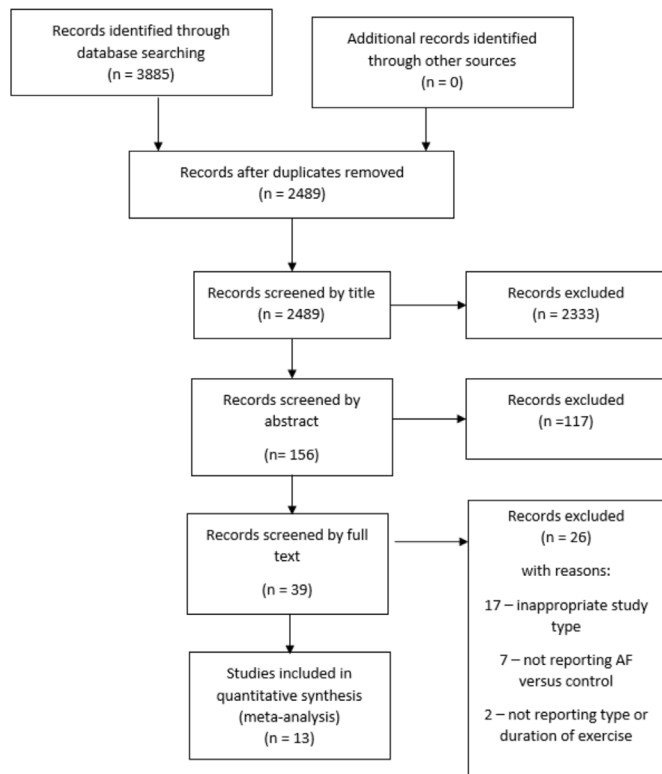 Records identified through
database searching
(n = 3885)
Additional records identified
through other sources
(n = 0)
Records after duplicates removed
(n = 2489)
Records screened by title
(n = 2489)
Records excluded
(n = 2333)
Records screened by
abstract
(n= 156)
Records excluded
(n =117)
Records screened by full
text
(n = 39)
Records excluded
(n = 26)
with reasons:
17 – inappropriate study
type
7 – not reporting AF
versus control
2 – not reporting type or
duration of exercise
Studies included in
quantitative synthesis
(meta-analysis)
(n = 13)